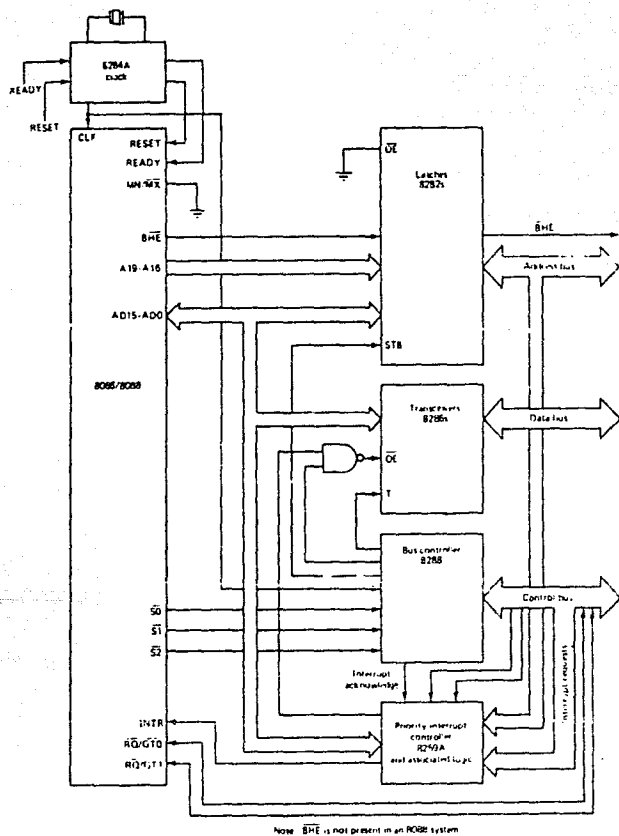 8284A
clock
READY
RESET
CLK
RESET
READY
MN/MX
BHE
A19-A16
AD15-AD0
8086/8088
S0
S1
S2
INTR
RQ/GT0
RQ/GT1
OE
Latches
8282s
STB
BHE
Address bus
Transceivers
8286s
OE
T
Data bus
Bus controller
8288
Control bus
Interrupt
acknowledge
Interrupt requests
Priority interrupt
controller
8259A
and associated logic
Note: BHE is not present in an 8088 system